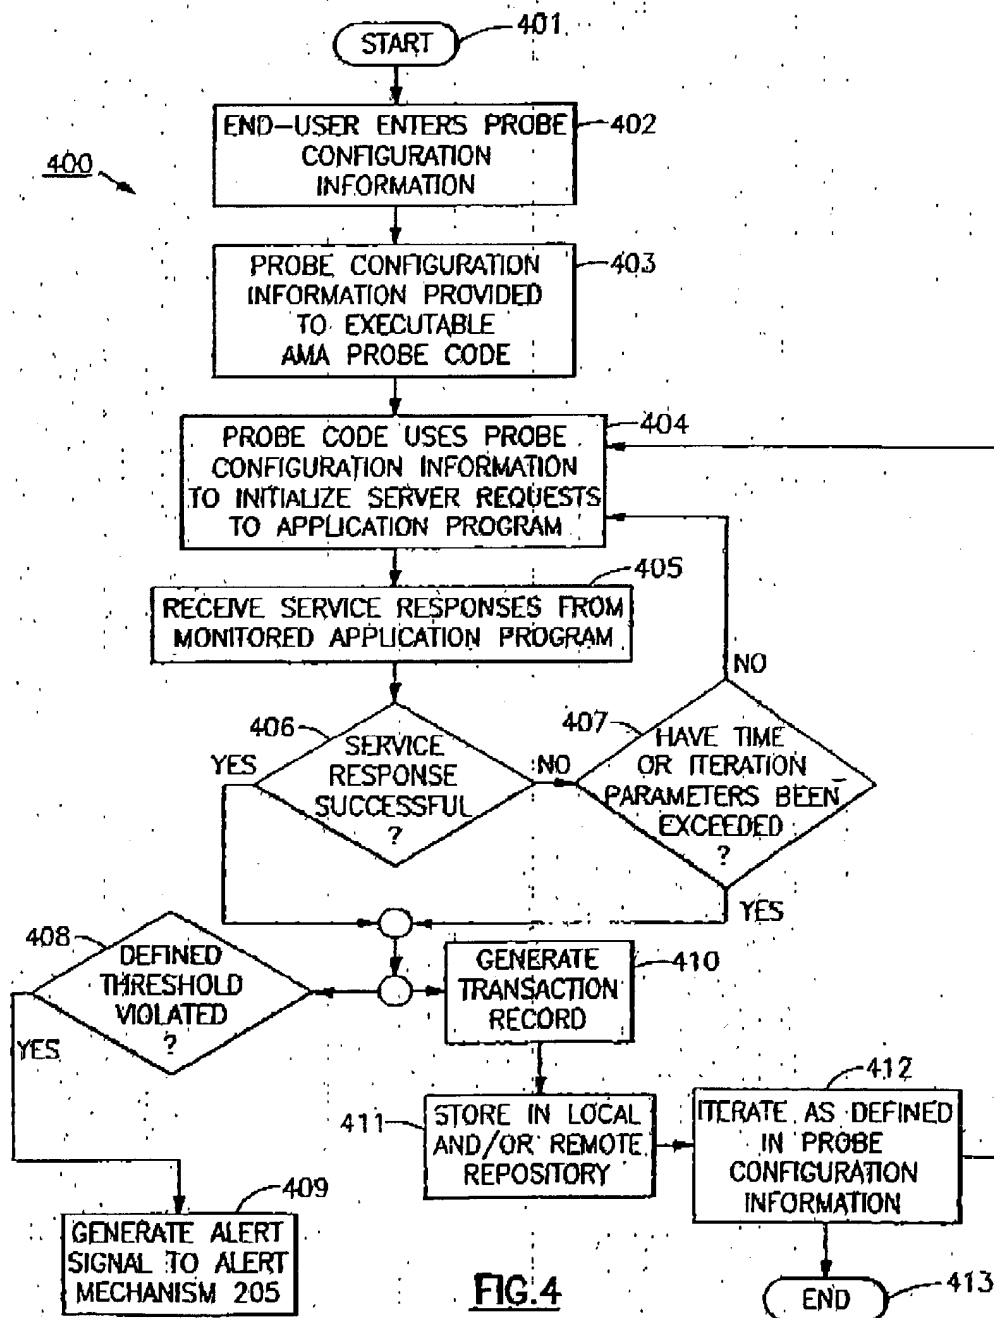 START
401
END-USER ENTERS PROBE
CONFIGURATION
INFORMATION
402
400
PROBE CONFIGURATION
INFORMATION PROVIDED
TO EXECUTABLE
AMA PROBE CODE
403
PROBE CODE USES PROBE
CONFIGURATION INFORMATION
TO INITIALIZE SERVER REQUESTS
TO APPLICATION PROGRAM
404
405
RECEIVE SERVICE RESPONSES FROM
MONITORED APPLICATION PROGRAM
406
SERVICE
RESPONSE
SUCCESSFUL
?
YES
NO
407
HAVE TIME
OR ITERATION
PARAMETERS BEEN
EXCEEDED
?
NO
YES
408
DEFINED
THRESHOLD
VIOLATED
?
YES
GENERATE
TRANSACTION
RECORD
410
411
STORE IN LOCAL
AND/OR REMOTE
REPOSITORY
412
ITERATE AS DEFINED
IN PROBE
CONFIGURATION
INFORMATION
409
GENERATE ALERT
SIGNAL TO ALERT
MECHANISM 205
END
413
FIG.4